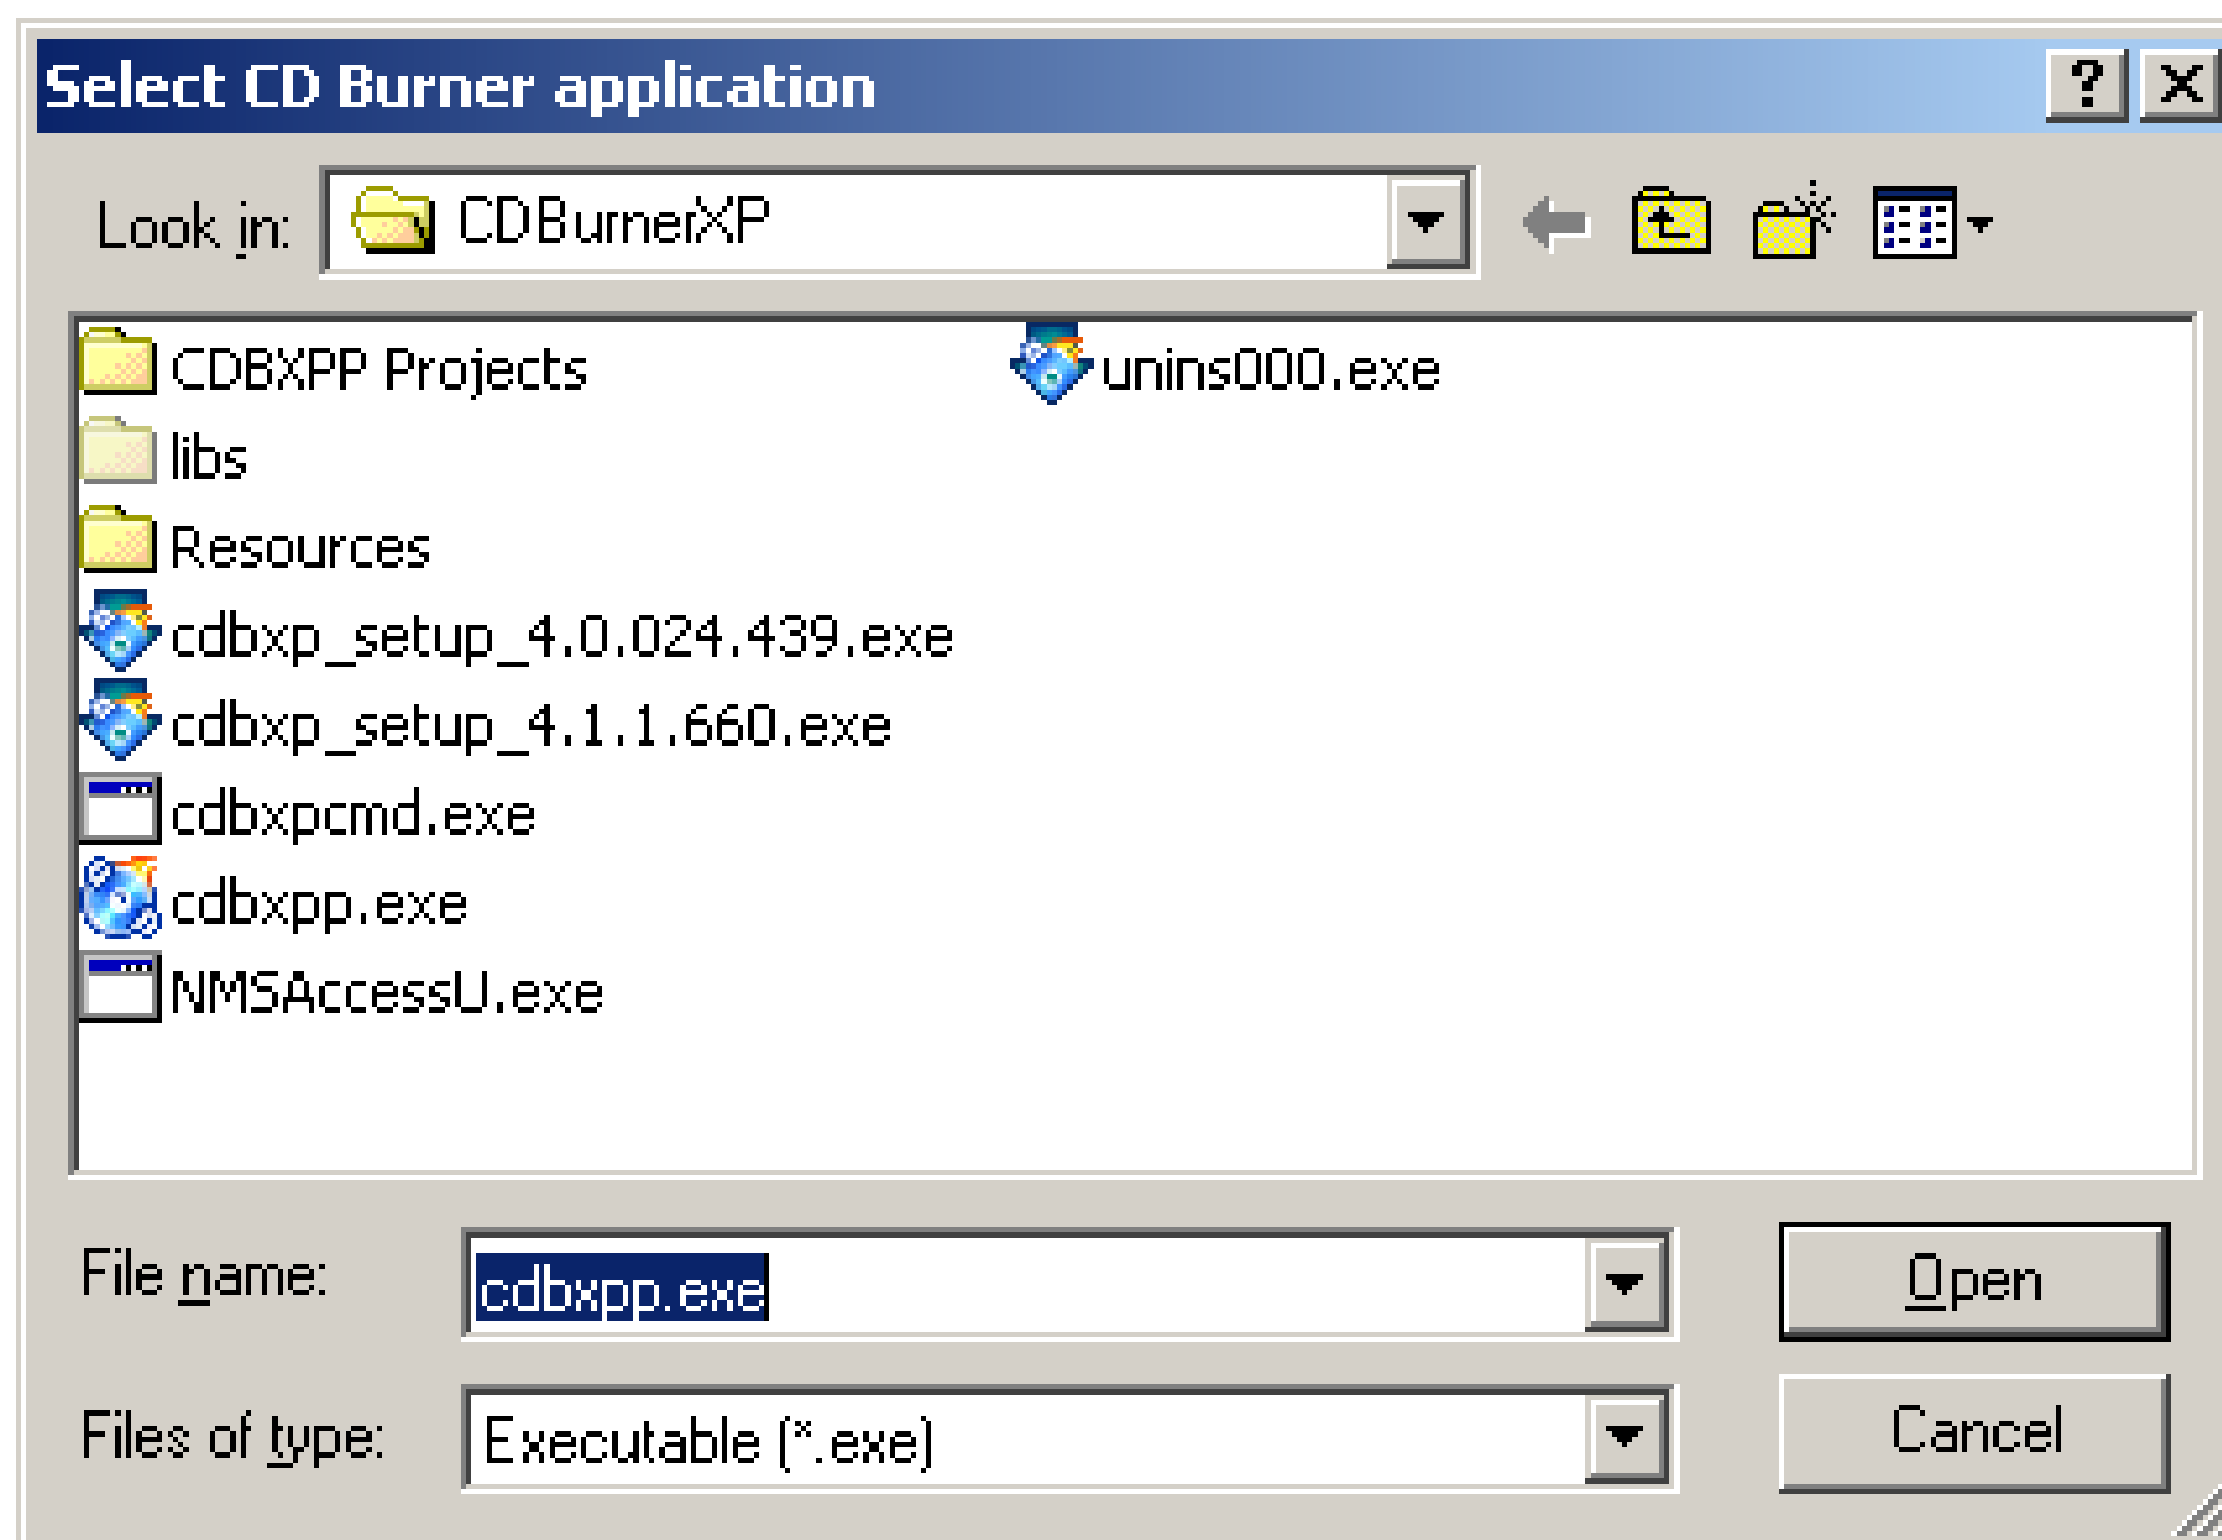 Select CD Burner application
Look in: CDBurnerXP
CDBXPP Projects
libs
Resources
cdbxp_setup_4.0.024.439.exe
cdbxp_setup_4.1.1.660.exe
cdbxpcmd.exe
cdbxpp.exe
NMSAccessU.exe
unins000.exe
File name: cdbxpp.exe
Open
Files of type: Executable (*.exe)
Cancel